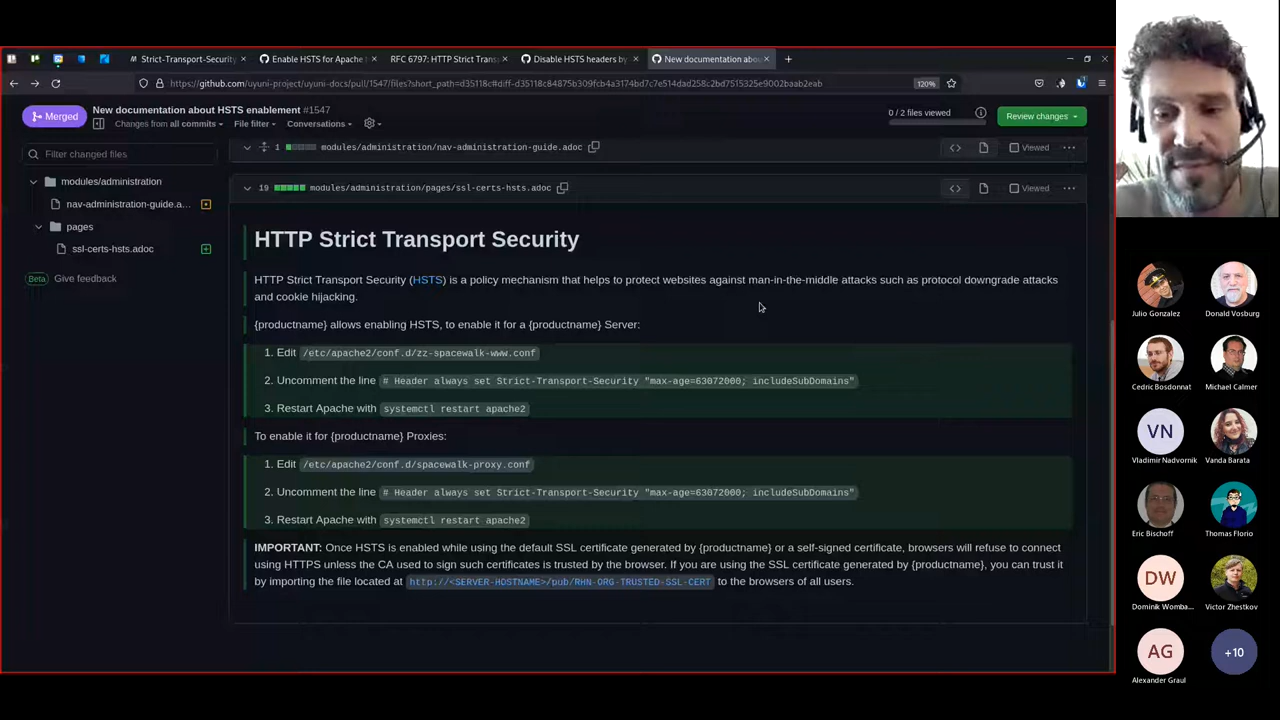 Strict-Transport-Security
Enable HSTS for Apache
RFC 6797: HTTP Strict Trans
Disable HSTS headers by
New documentation abou
https://github.com/uyuni-project/uyuni-docs/pull/1547/files?short_path=d35118c#diff-d35118c84875b309fcb4a3174bd7c7e514dad258c2bd7515325e9002baab2eab
120%
Merged
New documentation about HSTS enablement #1547
Changes from all commits
File filter
Conversations
0 / 2 files viewed
Review changes
Filter changed files
modules/administration
nav-administration-guide.a...
pages
ssl-certs-hsts.adoc
Beta Give feedback
1 modules/administration/nav-administration-guide.adoc
Viewed
19 modules/administration/pages/ssl-certs-hsts.adoc
Viewed
HTTP Strict Transport Security
HTTP Strict Transport Security (HSTS) is a policy mechanism that helps to protect websites against man-in-the-middle attacks such as protocol downgrade attacks
and cookie hijacking.
{productname} allows enabling HSTS, to enable it for a {productname} Server:
1. Edit /etc/apache2/conf.d/zz-spacewalk-www.conf
2. Uncomment the line # Header always set Strict-Transport-Security "max-age=63072000; includeSubDomains"
3. Restart Apache with systemctl restart apache2
To enable it for {productname} Proxies:
1. Edit /etc/apache2/conf.d/spacewalk-proxy.conf
2. Uncomment the line # Header always set Strict-Transport-Security "max-age=63072000; includeSubDomains"
3. Restart Apache with systemctl restart apache2
IMPORTANT: Once HSTS is enabled while using the default SSL certificate generated by {productname} or a self-signed certificate, browsers will refuse to connect
using HTTPS unless the CA used to sign such certificates is trusted by the browser. If you are using the SSL certificate generated by {productname}, you can trust it
by importing the file located at http://<SERVER-HOSTNAME>/pub/RHN-ORG-TRUSTED-SSL-CERT to the browsers of all users.
Julio Gonzalez
Donald Vosburg
Cedric Bosdonnat
Michael Calmer
VN
Vladimir Nadvornik
Vanda Barata
Eric Bischoff
Thomas Florio
DW
Dominik Womba...
Victor Zhestkov
AG
Alexander Graul
+10